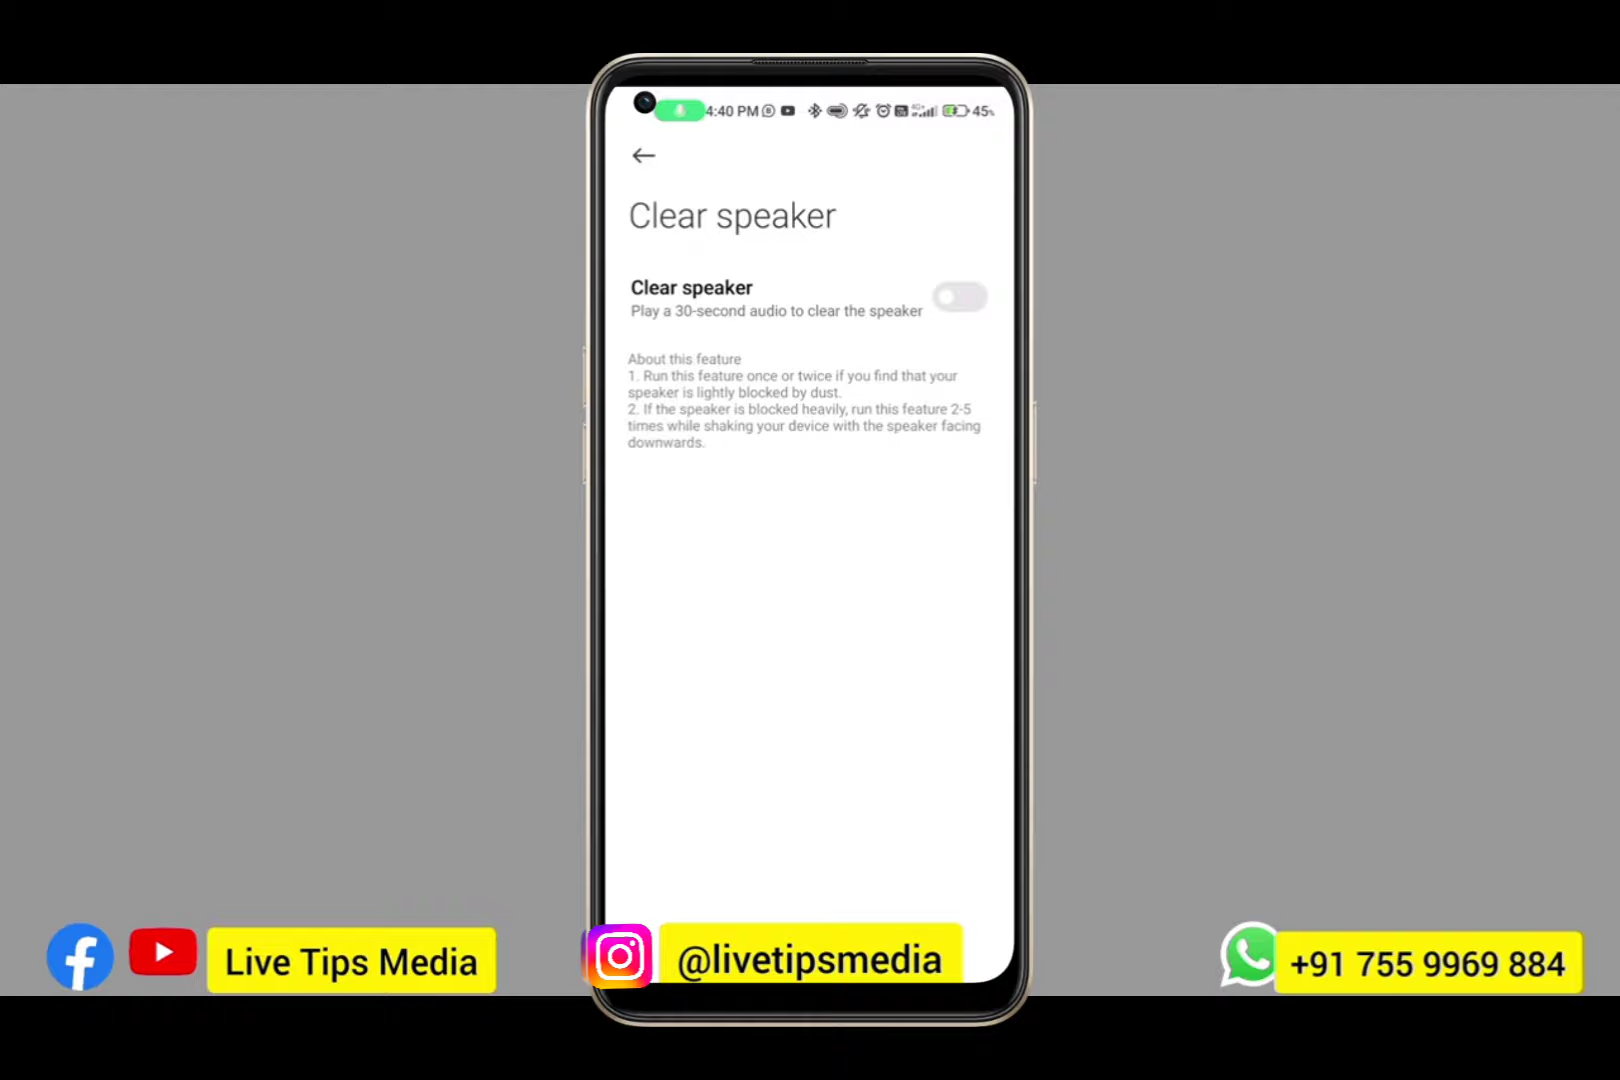 4:40 PM
4G+
45%
Clear speaker
Clear speaker
Play a 30-second audio to clear the speaker
About this feature
1. Run this feature once or twice if you find that your
speaker is lightly blocked by dust.
2. If the speaker is blocked heavily, run this feature 2-5
times while shaking your device with the speaker facing
downwards.
Live Tips Media
@livetipsmedia
+91 755 9969 884